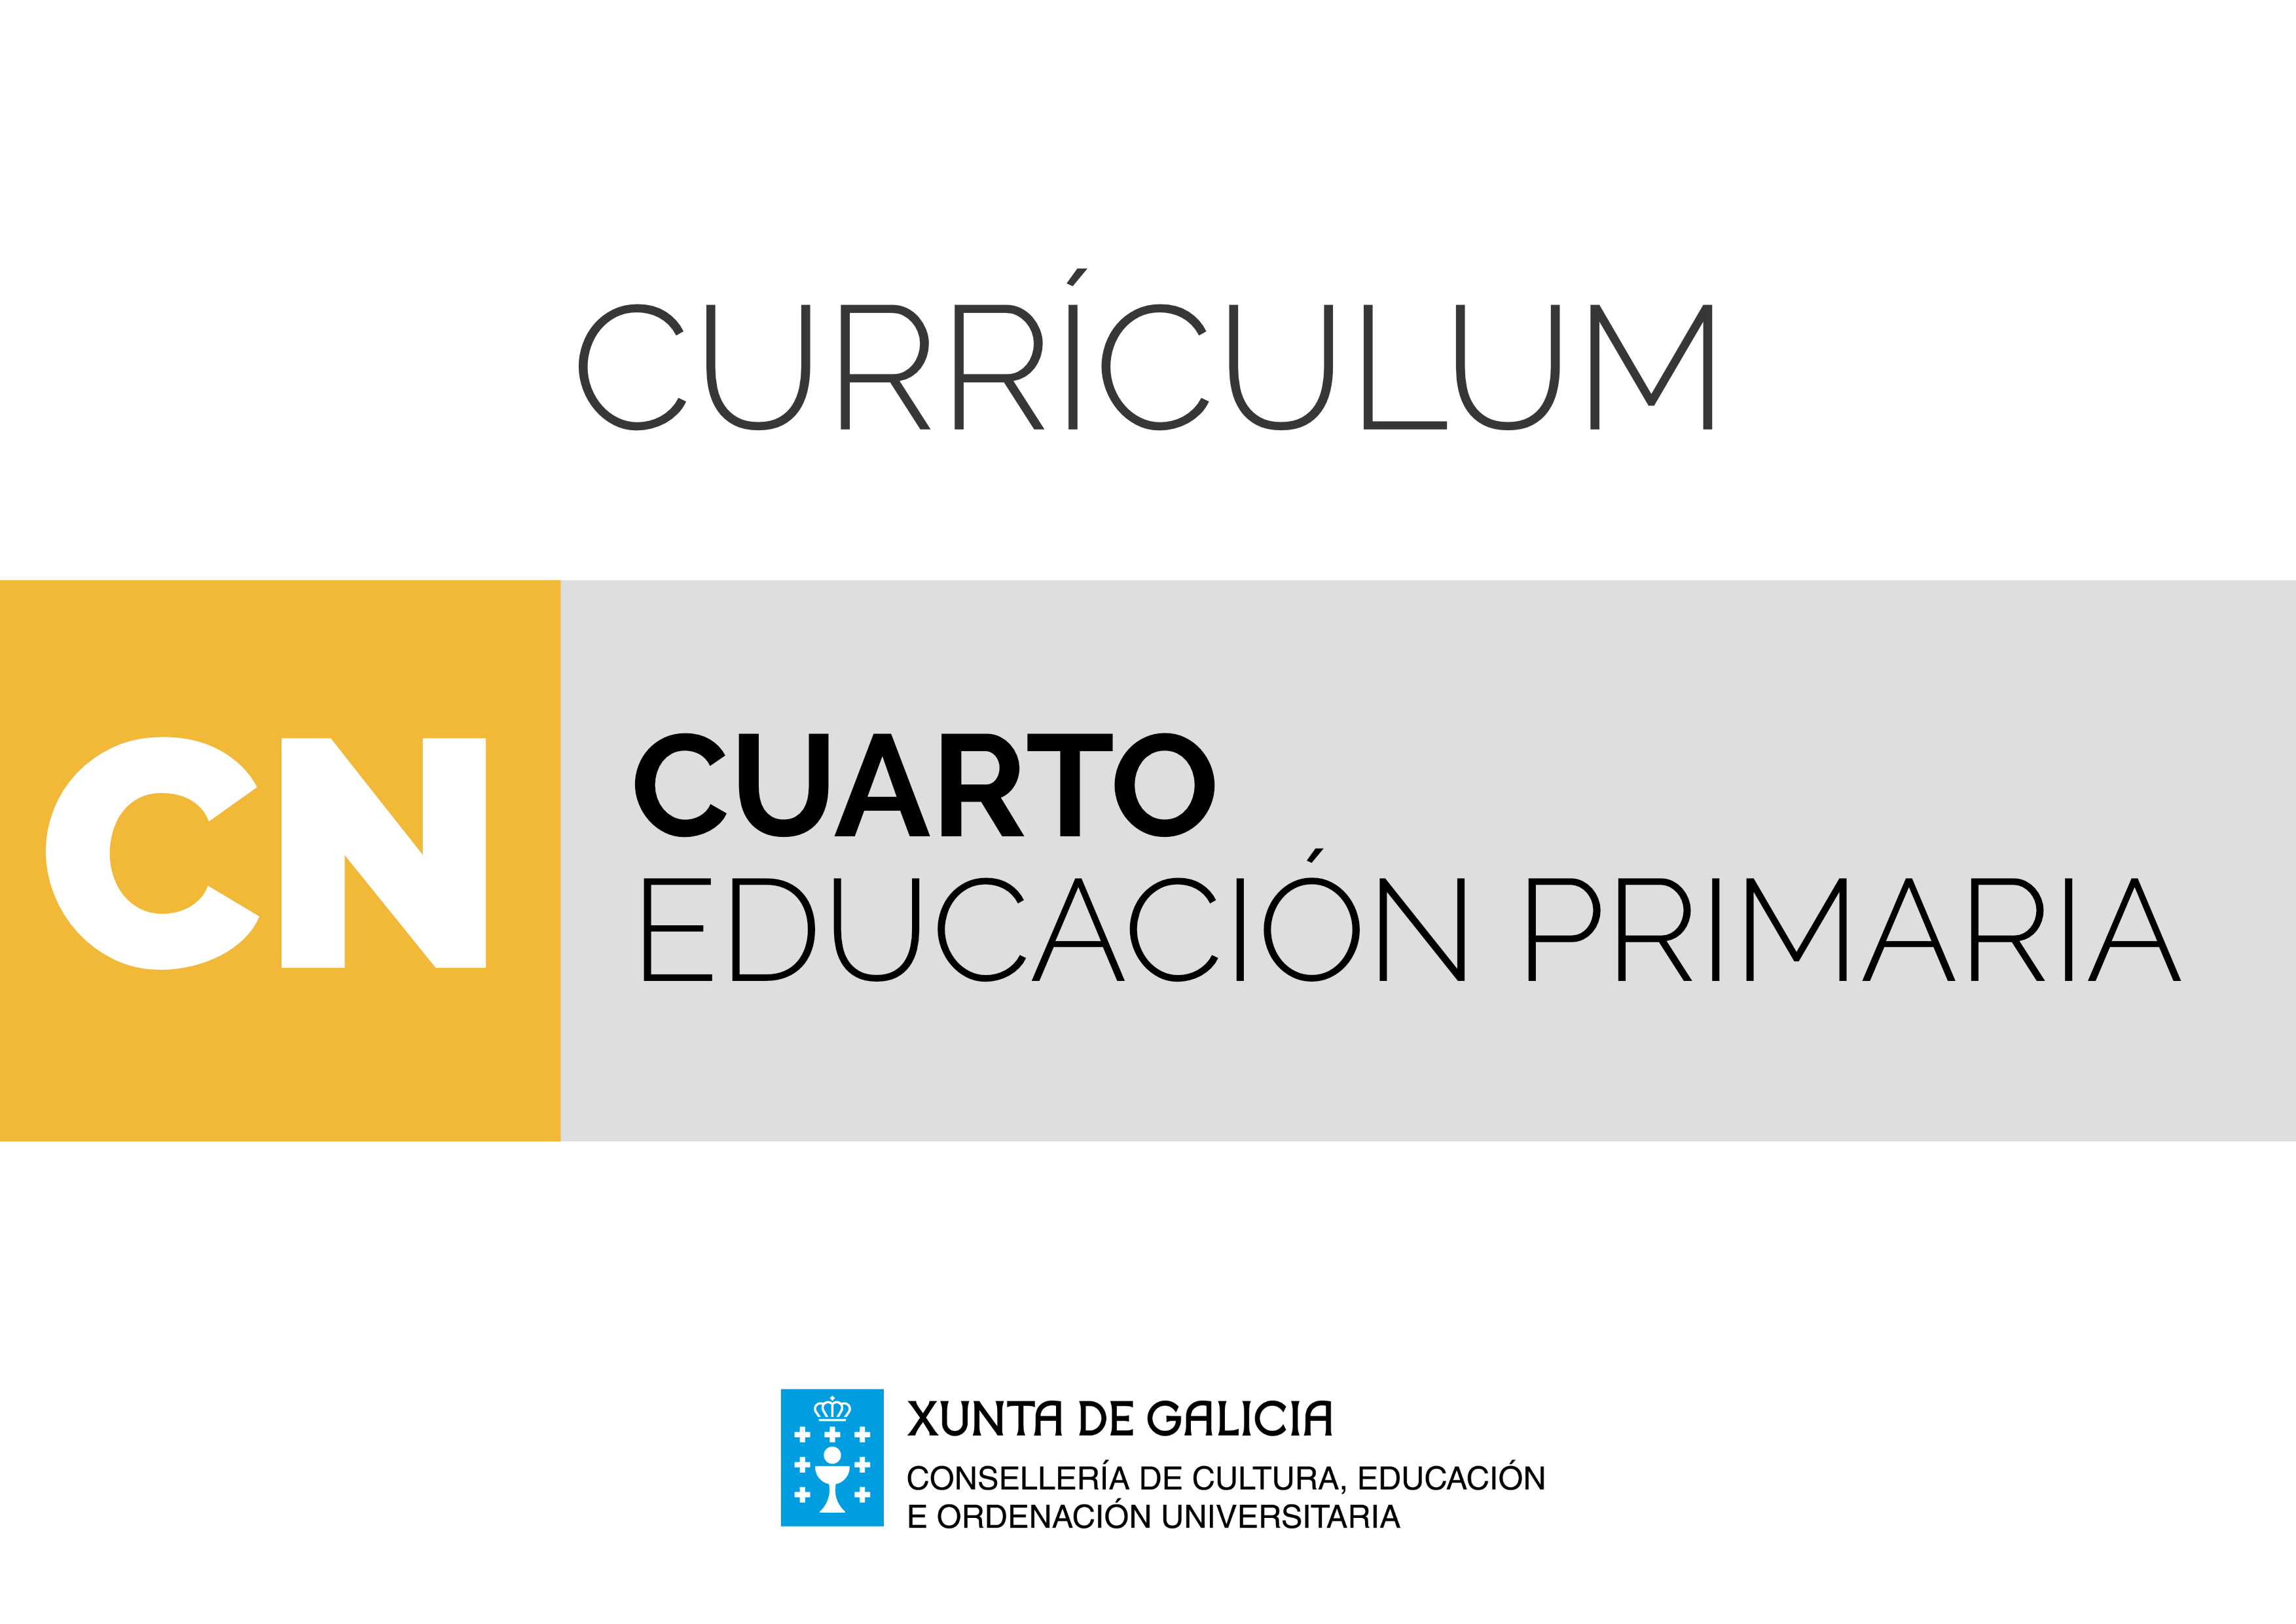 CURRÍCULUM
CN
CUARTO
EDUCACIÓN PRIMARIA
XUNTA DE GALICIA
CONSELLERÍA DE CULTURA, EDUCACIÓN
E ORDENACIÓN UNIVERSITARIA